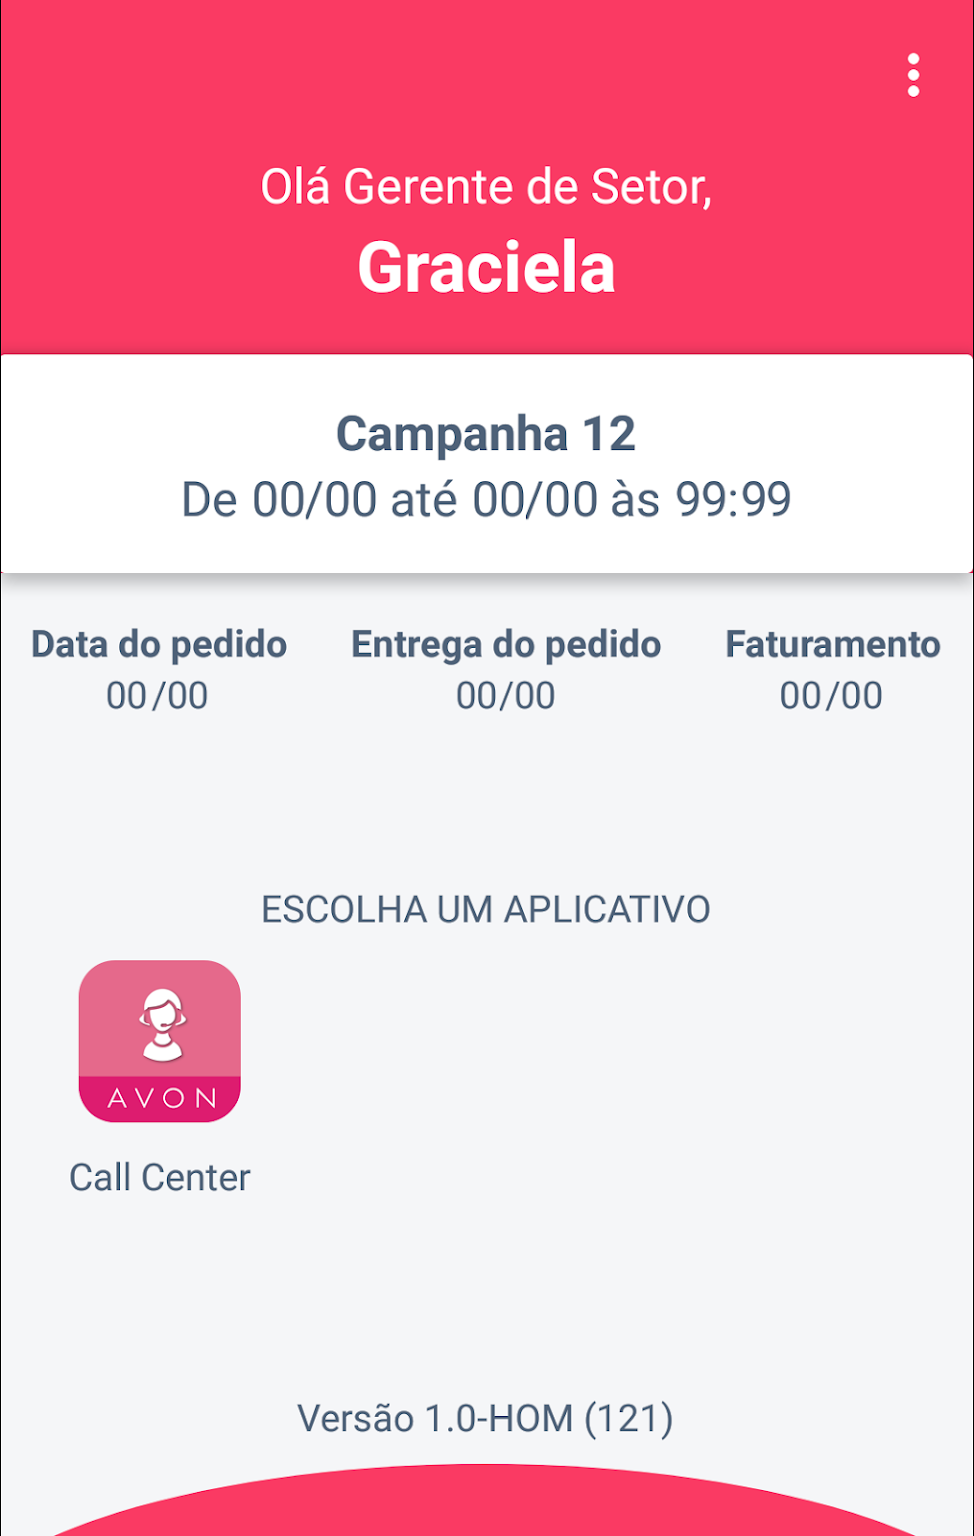 Olá Gerente de Setor,
Graciela
Campanha 12
De 00/00 até 00/00 às 99:99
Data do pedido
00/00
Entrega do pedido
00/00
Faturamento
00/00
ESCOLHA UM APLICATIVO
AVON
Call Center
Versão 1.0-HOM (121)